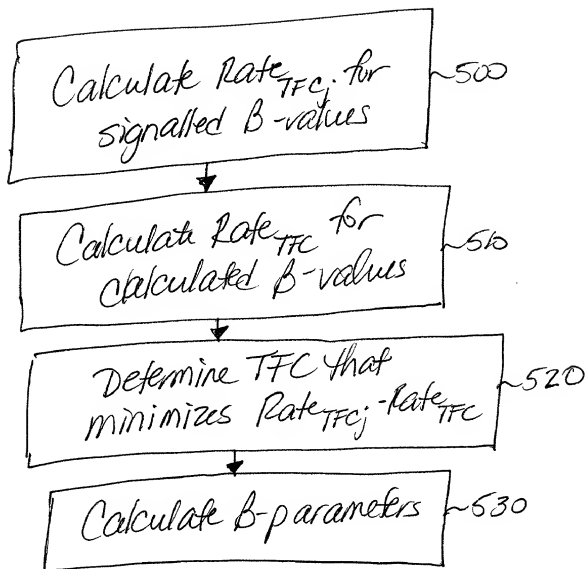 Calculate Rate_TFCj for
signalled β-values
500
Calculate Rate_TFC for
calculated β-values
510
Determine TFC that
minimizes Rate_TFCj - Rate_TFC
520
Calculate β-parameters
530